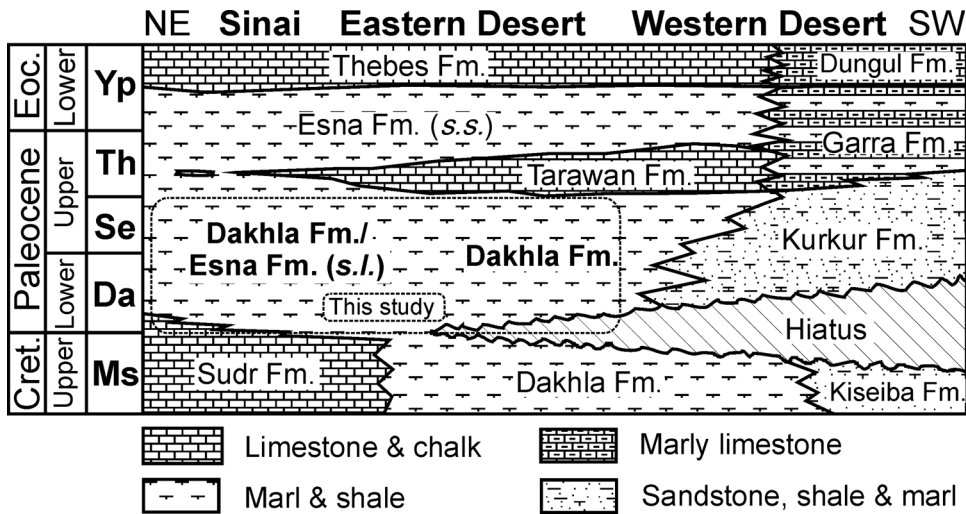 NE Sinai Eastern Desert Western Desert SW
Eoc.
Lower
Yp
Thebes Fm.
Dungul Fm.
Esna Fm. (s.s.)
Garra Fm.
Paleocene
Upper
Th
Tarawan Fm.
Se
Dakhla Fm./
Esna Fm. (s.l.)
Dakhla Fm.
Kurkur Fm.
Lower
Da
This study
Hiatus
Cret.
Upper
Ms
Sudr Fm.
Dakhla Fm.
Kiseiba Fm.
Limestone & chalk
Marly limestone
Marl & shale
Sandstone, shale & marl